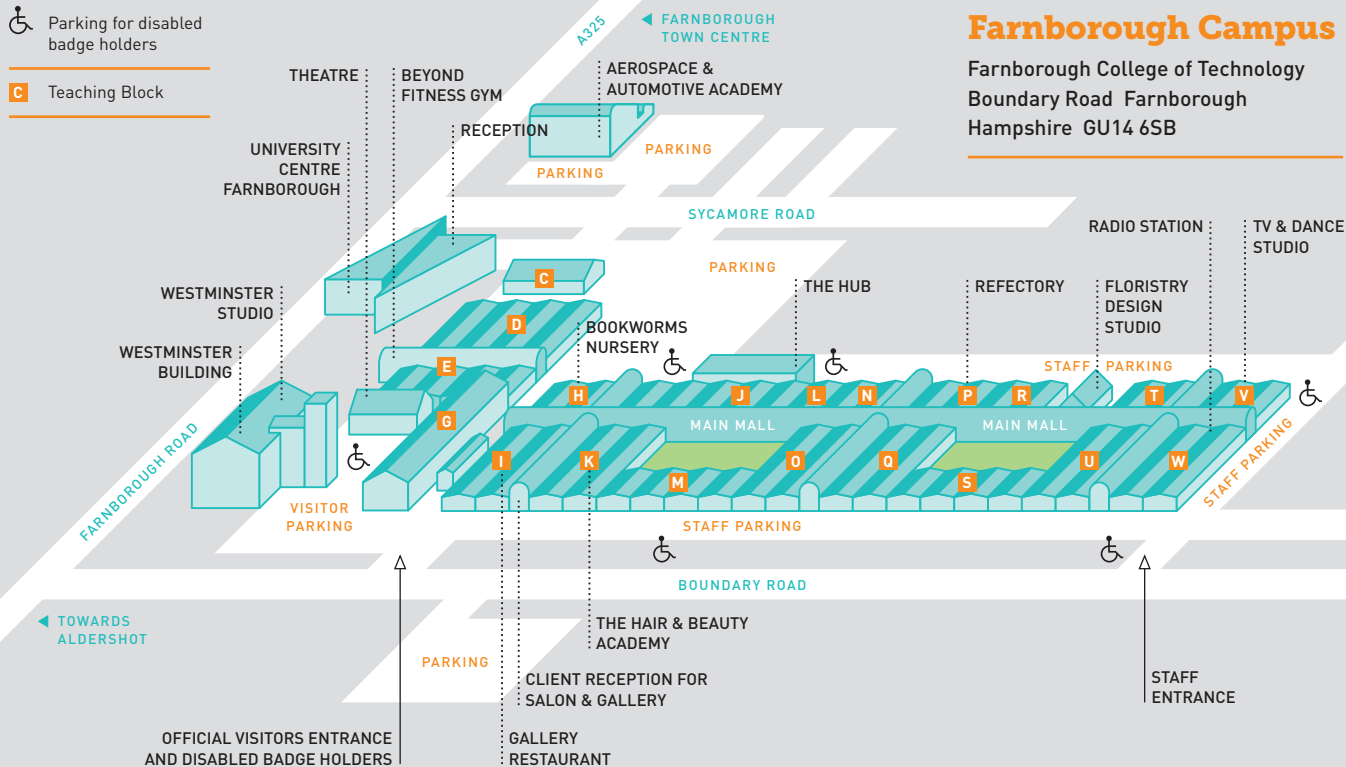 Parking for disabled
badge holders
C Teaching Block
A325
FARNBOROUGH
TOWN CENTRE
Farnborough Campus
Farnborough College of Technology
Boundary Road Farnborough
Hampshire GU14 6SB
THEATRE
BEYOND
FITNESS GYM
AEROSPACE &
AUTOMOTIVE ACADEMY
RECEPTION
UNIVERSITY
CENTRE
FARNBOROUGH
PARKING
PARKING
SYCAMORE ROAD
RADIO STATION
TV & DANCE
STUDIO
PARKING
WESTMINSTER
STUDIO
C
THE HUB
REFECTORY
FLORISTRY
DESIGN
STUDIO
WESTMINSTER
BUILDING
D
BOOKWORMS
NURSERY
E
STAFF PARKING
H
J
L
N
P
R
T
V
G
MAIN MALL
MAIN MALL
I
K
M
O
Q
S
U
W
FARNBOROUGH ROAD
VISITOR
PARKING
STAFF PARKING
STAFF PARKING
BOUNDARY ROAD
TOWARDS
ALDERSHOT
THE HAIR & BEAUTY
ACADEMY
PARKING
CLIENT RECEPTION FOR
SALON & GALLERY
STAFF
ENTRANCE
OFFICIAL VISITORS ENTRANCE
AND DISABLED BADGE HOLDERS
GALLERY
RESTAURANT